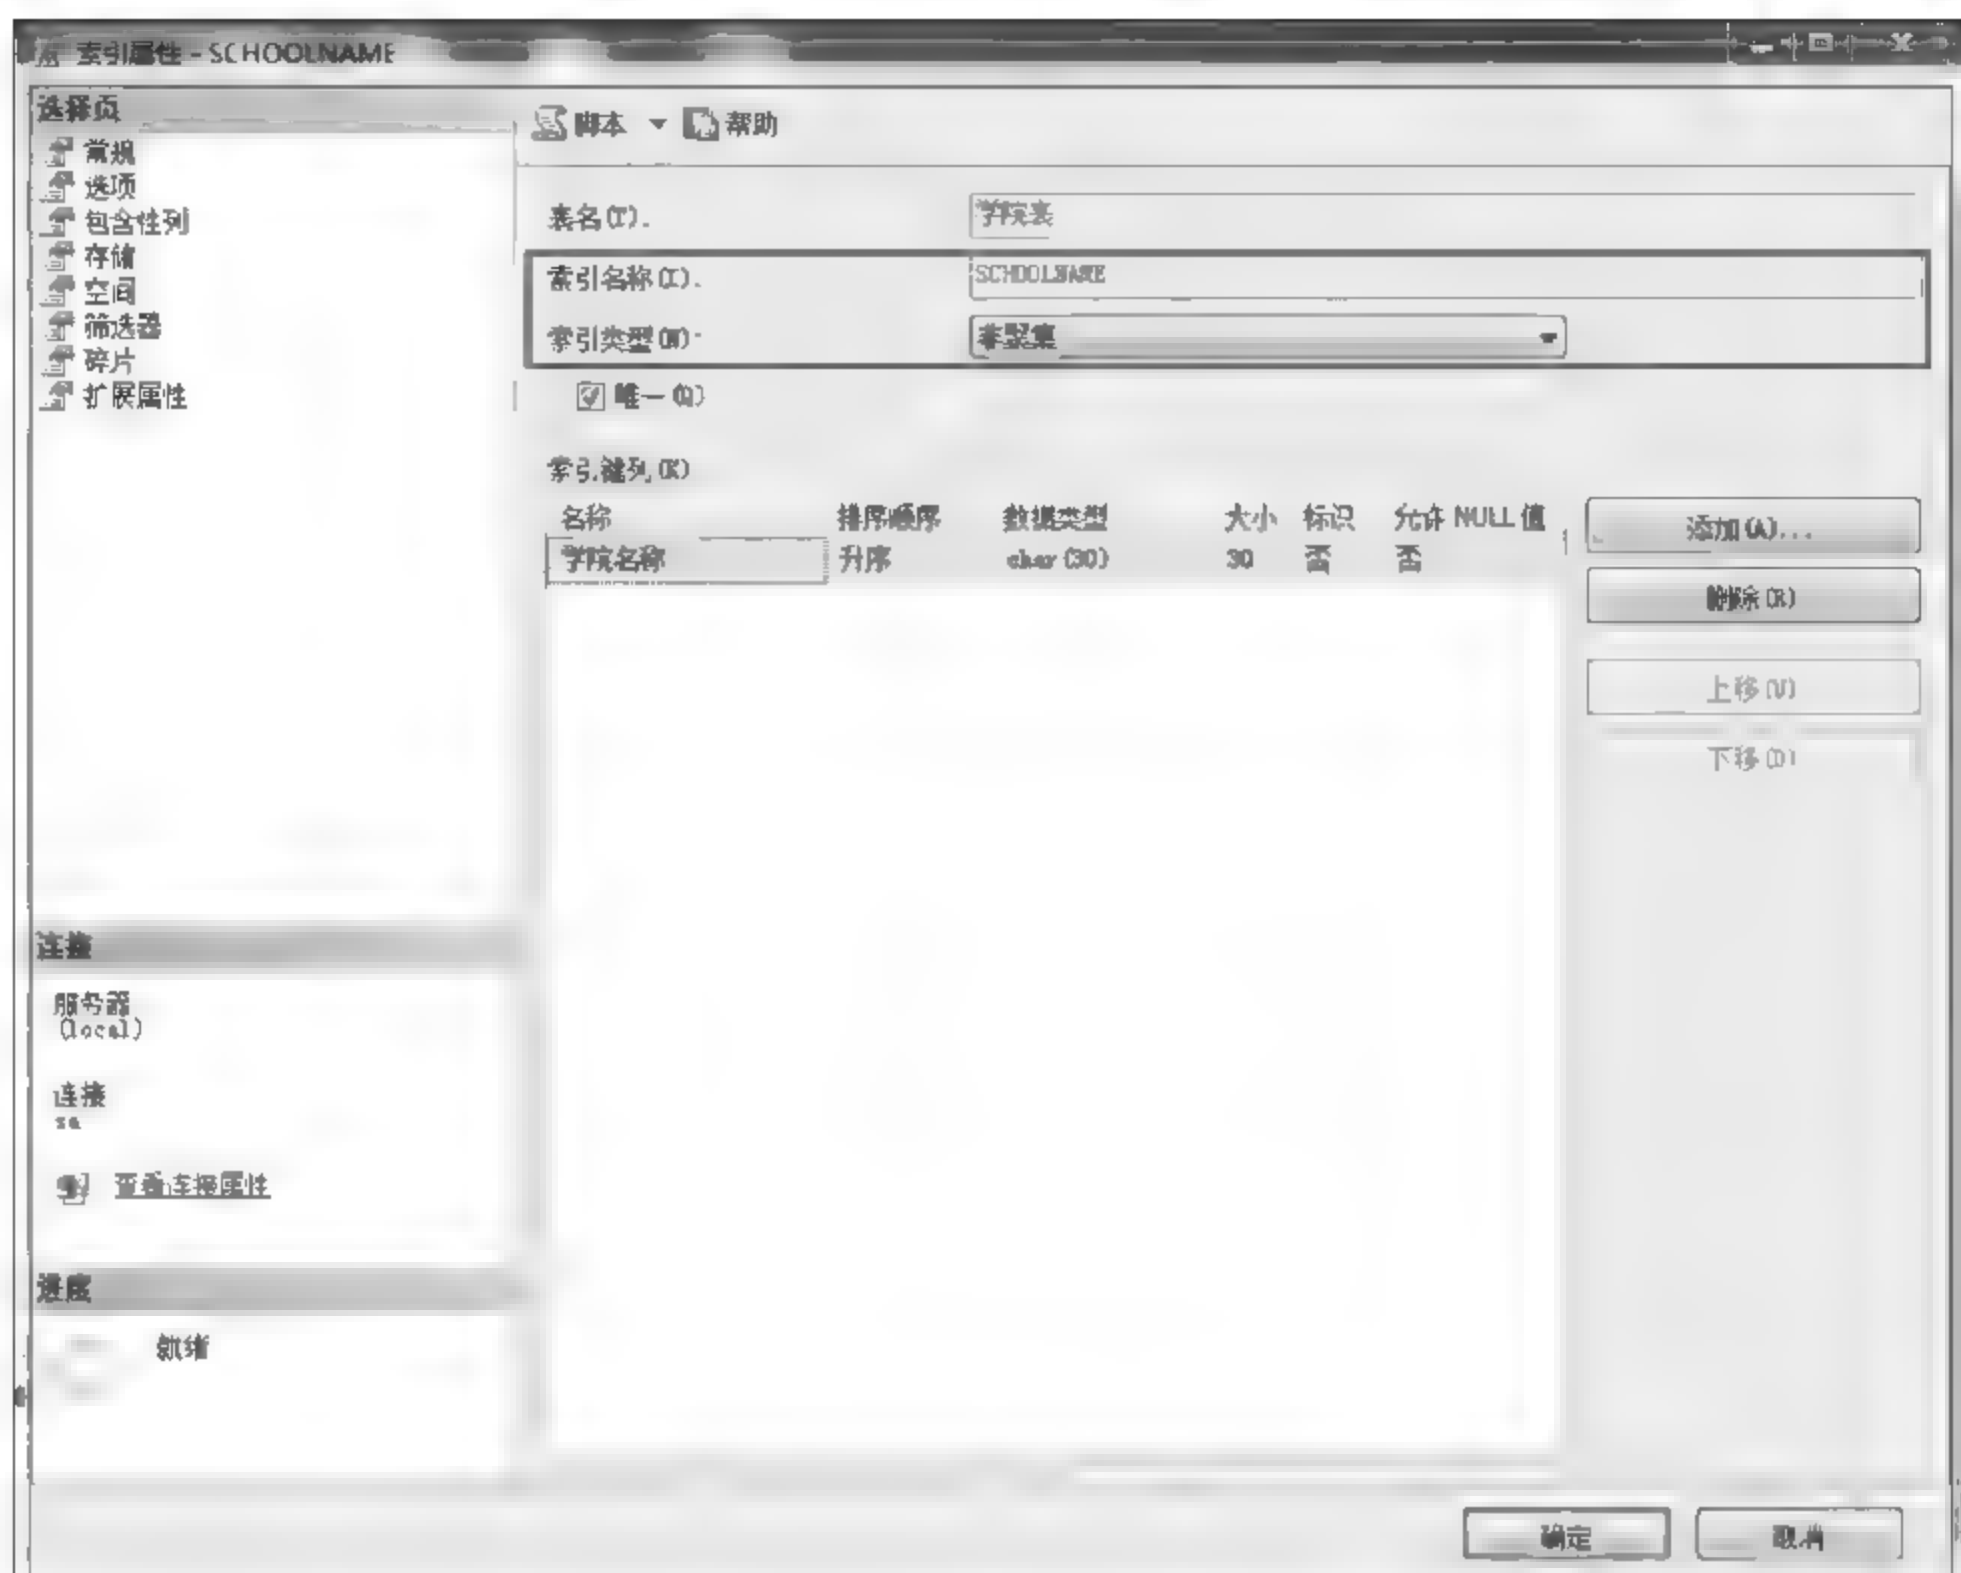 索引属性 - SCHOOLNAME
选择页
常规
选项
包含性列
存储
空间
筛选器
碎片
扩展属性
脚本 帮助
表名(T).
学院表
索引名称(I).
SCHOOLNAME
索引类型(N)·
非聚集
唯一(Q)
索引键列(K)
名称 排序顺序 数据类型 大小 标识 允许 NULL 值
学院名称 升序 char(30) 30 否 否
添加(A)...
删除(R)
上移(U)
下移(D)
连接
服务器
(local)
连接
sa
查看连接属性
进度
就绪
确定 取消